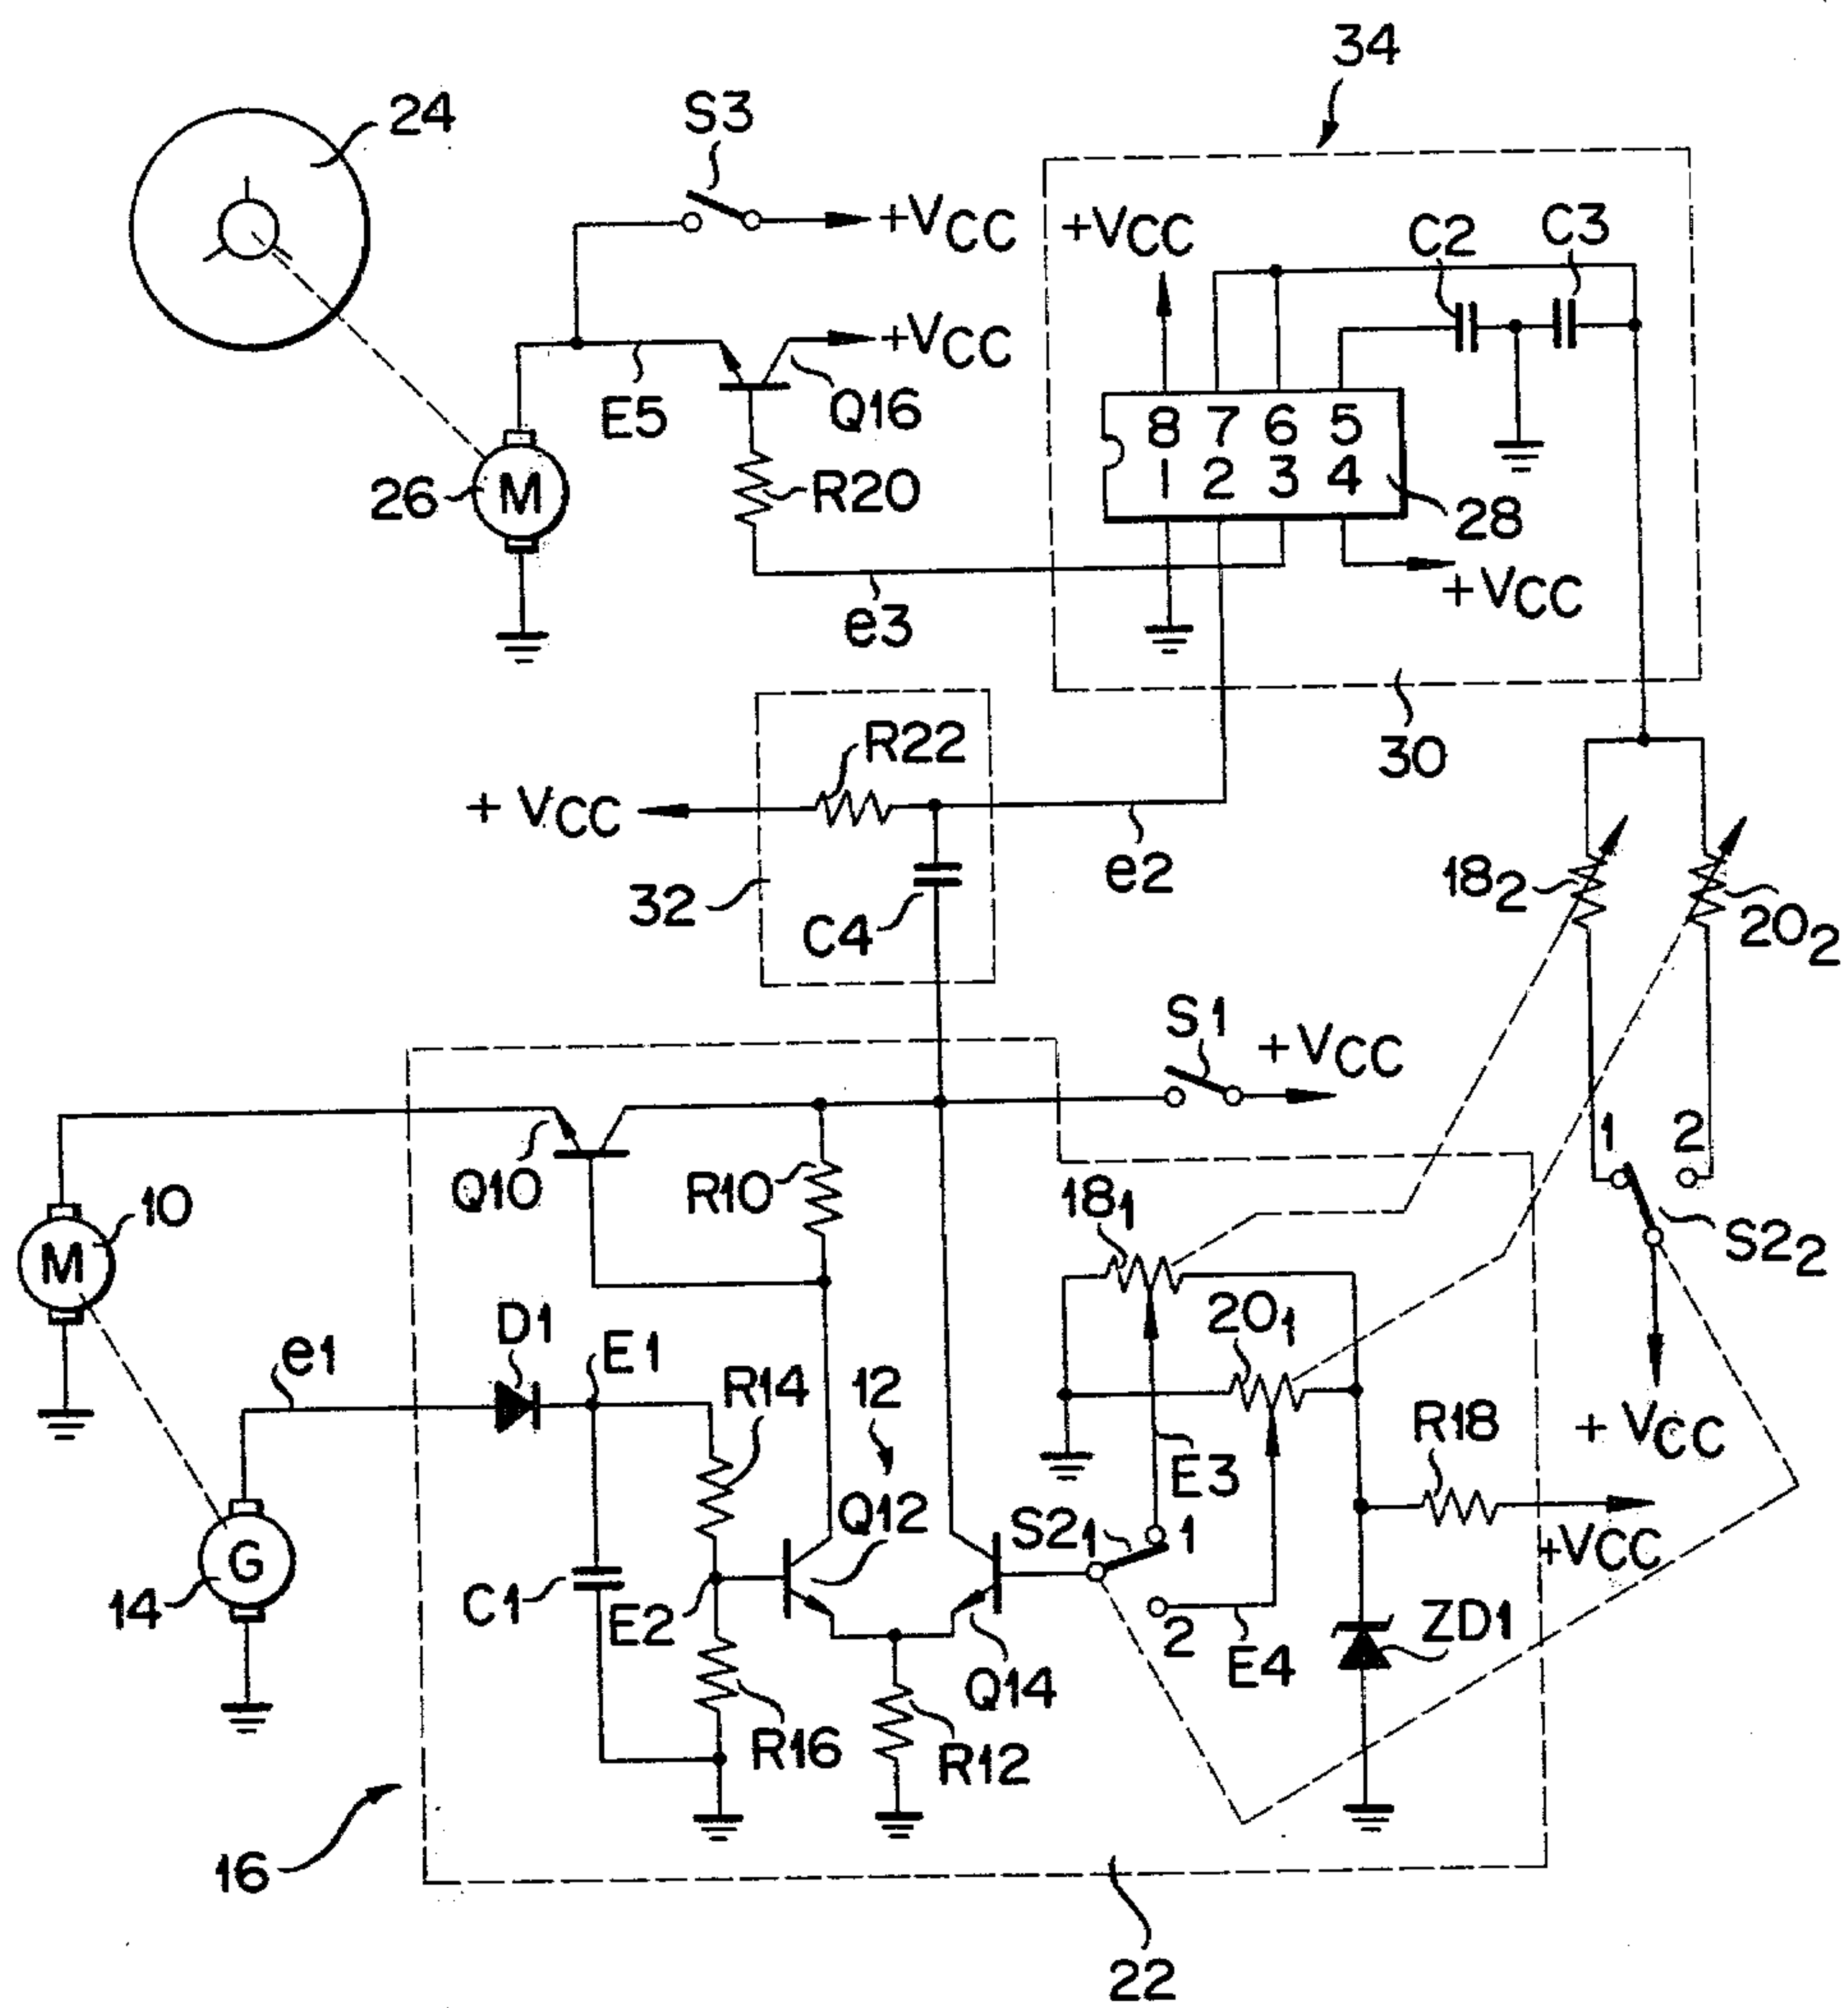 34
24
S3
+VCC
+VCC
C2
C3
+VCC
E5
Q16
8 7 6 5
1 2 3 4
26
M
R20
28
+VCC
e3
R22
30
+VCC
182
202
32
e2
C4
S1
+VCC
1
2
Q10
R10
181
10
S22
M
D1
201
e1
E1
R14
12
R18
+VCC
E3
Q12
S21
1
+VCC
G
14
C1
E2
2
ZD1
E4
Q14
R16
R12
16
22